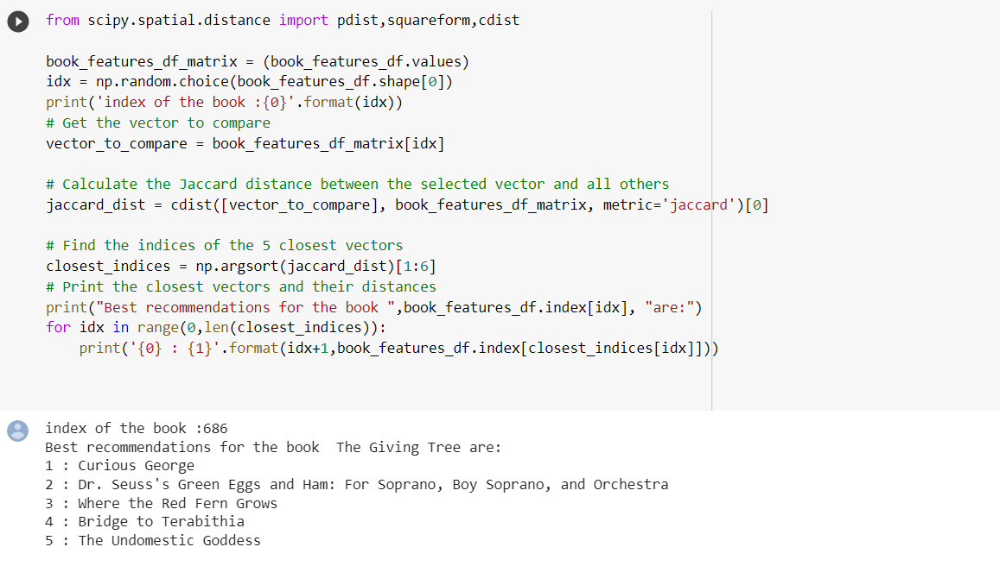 from scipy.spatial.distance import pdist,squareform,cdist
book_features_df_matrix = (book_features_df.values)
idx = np.random.choice(book_features_df.shape[0])
print('index of the book :{0}'.format(idx))
# Get the vector to compare
vector_to_compare = book_features_df_matrix[idx]
# Calculate the Jaccard distance between the selected vector and all others
jaccard_dist = cdist([vector_to_compare], book_features_df_matrix, metric='jaccard')[0]
# Find the indices of the 5 closest vectors
closest_indices = np.argsort(jaccard_dist)[1:6]
# Print the closest vectors and their distances
print("Best recommendations for the book ",book_features_df.index[idx], "are:")
for idx in range(0,len(closest_indices)):
    print('{0} : {1}'.format(idx+1,book_features_df.index[closest_indices[idx]]))
index of the book :686
Best recommendations for the book  The Giving Tree are:
1 : Curious George
2 : Dr. Seuss's Green Eggs and Ham: For Soprano, Boy Soprano, and Orchestra
3 : Where the Red Fern Grows
4 : Bridge to Terabithia
5 : The Undomestic Goddess